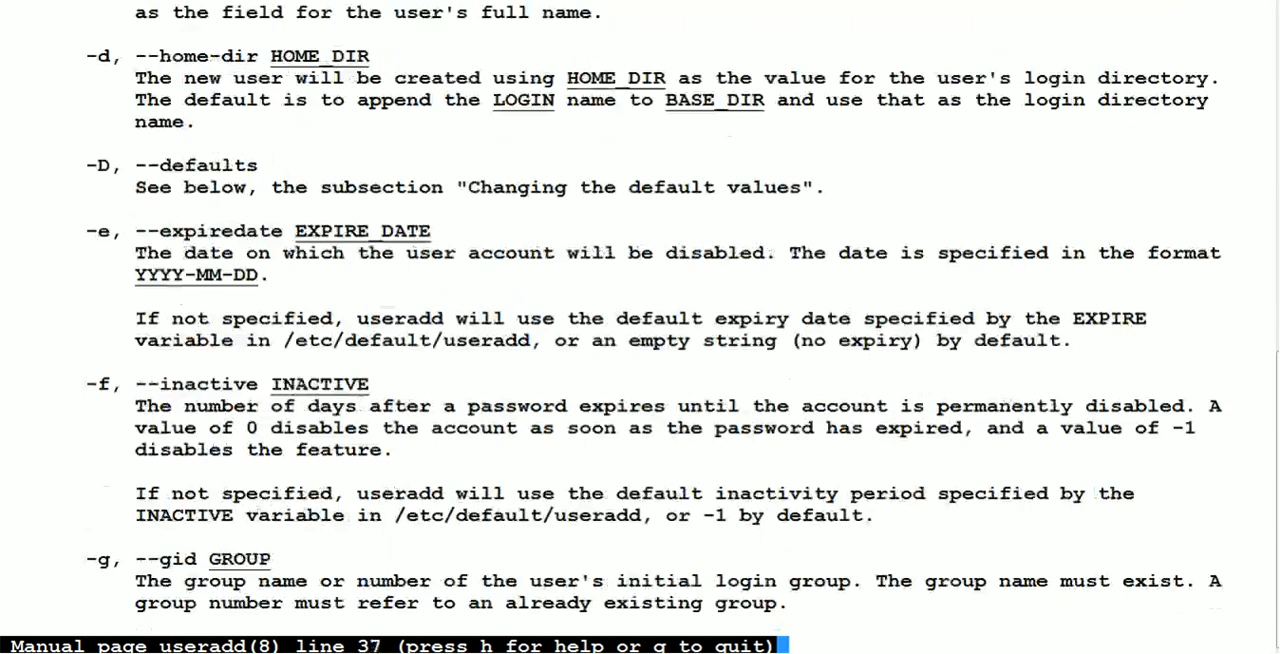 as the field for the user's full name.
-d, --home-dir HOME_DIR
The new user will be created using HOME_DIR as the value for the user's login directory.
The default is to append the LOGIN name to BASE_DIR and use that as the login directory
name.
-D, --defaults
See below, the subsection "Changing the default values".
-e, --expiredate EXPIRE_DATE
The date on which the user account will be disabled. The date is specified in the format
YYYY-MM-DD.
If not specified, useradd will use the default expiry date specified by the EXPIRE
variable in /etc/default/useradd, or an empty string (no expiry) by default.
-f, --inactive INACTIVE
The number of days after a password expires until the account is permanently disabled. A
value of 0 disables the account as soon as the password has expired, and a value of -1
disables the feature.
If not specified, useradd will use the default inactivity period specified by the
INACTIVE variable in /etc/default/useradd, or -1 by default.
-g, --gid GROUP
The group name or number of the user's initial login group. The group name must exist. A
group number must refer to an already existing group.
Manual page useradd(8) line 37 (press h for help or q to quit)